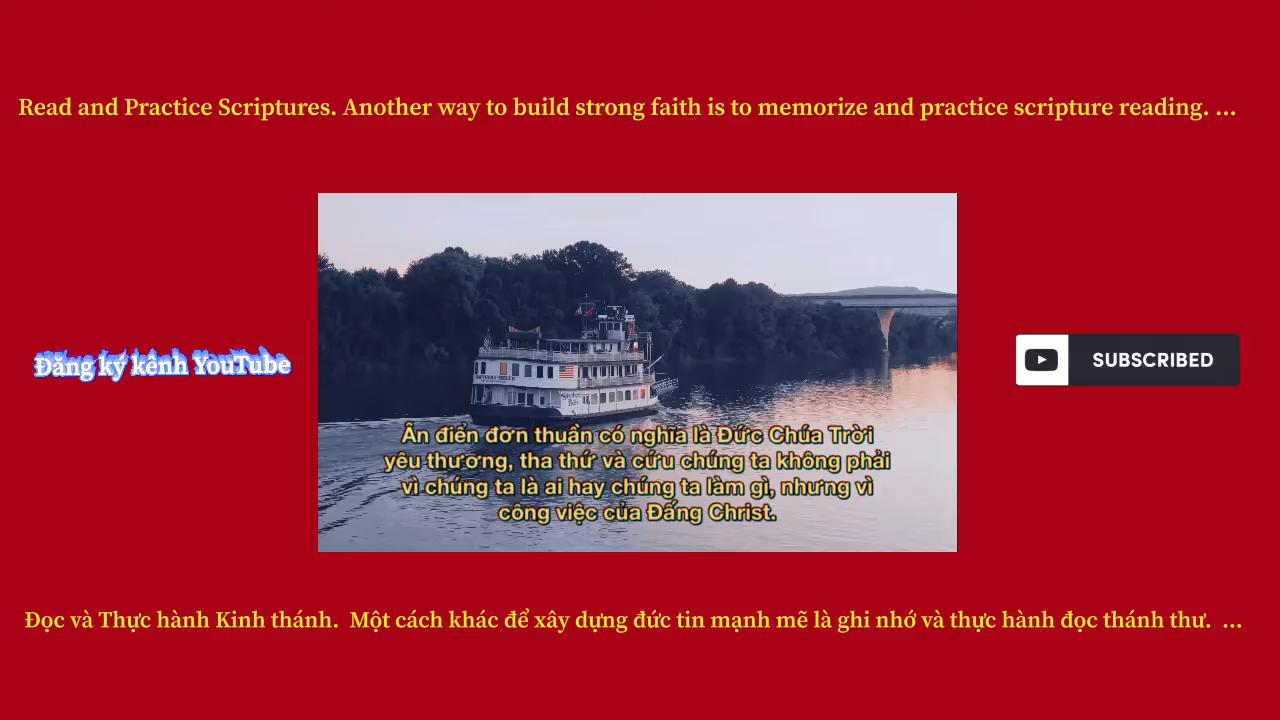 Read and Practice Scriptures. Another way to build strong faith is to memorize and practice scripture reading. ...
Đăng ký kênh YouTube
SUBSCRIBED
Ân điển đơn thuần có nghĩa là Đức Chúa Trời
yêu thương, tha thứ và cứu chúng ta không phải
vì chúng ta là ai hay chúng ta làm gì, nhưng vì
công việc của Đấng Christ.
Đọc và Thực hành Kinh thánh.  Một cách khác để xây dựng đức tin mạnh mẽ là ghi nhớ và thực hành đọc thánh thư.  ...